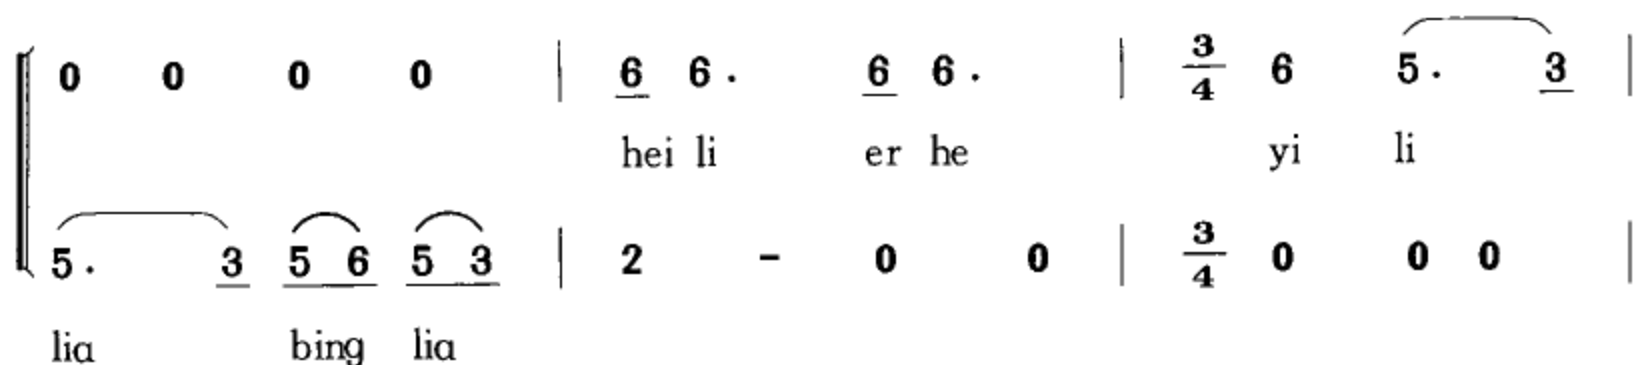 0 0 0 0 | 6 6. 6 6. | 3/4 6 5. 3 |
hei li er he yi li
5. 3 5 6 5 3 | 2 - 0 0 | 3/4 0 0 0 |
lia bing lia